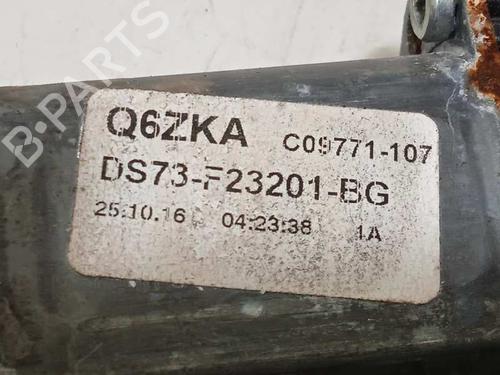 B-PARTS
Q6ZKA C09771-107
DS73-F23201-BG
25.10.16 04:23:38 1A